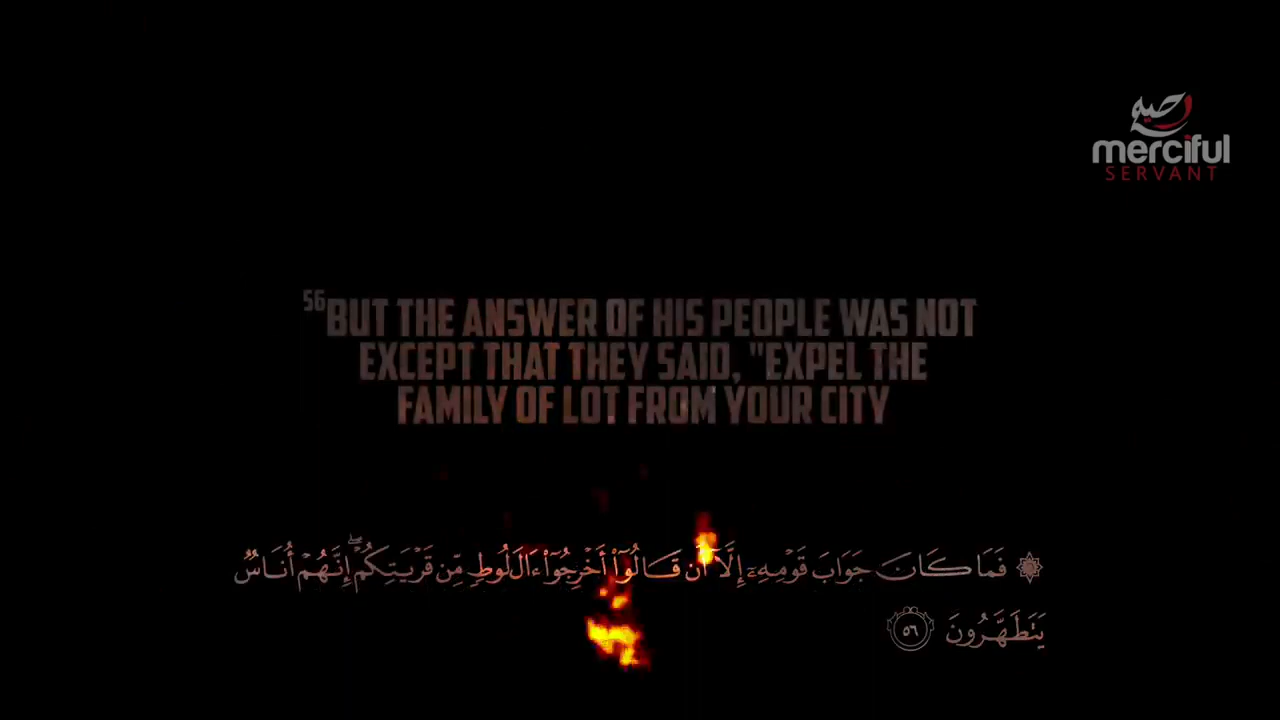 رحيم
merciful
SERVANT
56BUT THE ANSWER OF HIS PEOPLE WAS NOT
EXCEPT THAT THEY SAID, "EXPEL THE
FAMILY OF LOT FROM YOUR CITY
۞ فَمَا كَانَ جَوَابَ قَوْمِهِۦٓ إِلَّآ أَن قَالُوٓا۟ أَخْرِجُوٓا۟ ءَالَ لُوطٍ مِّن قَرْيَتِكُمْ ۖ إِنَّهُمْ أُنَاسٌ
يَتَطَهَّرُونَ ٥٦